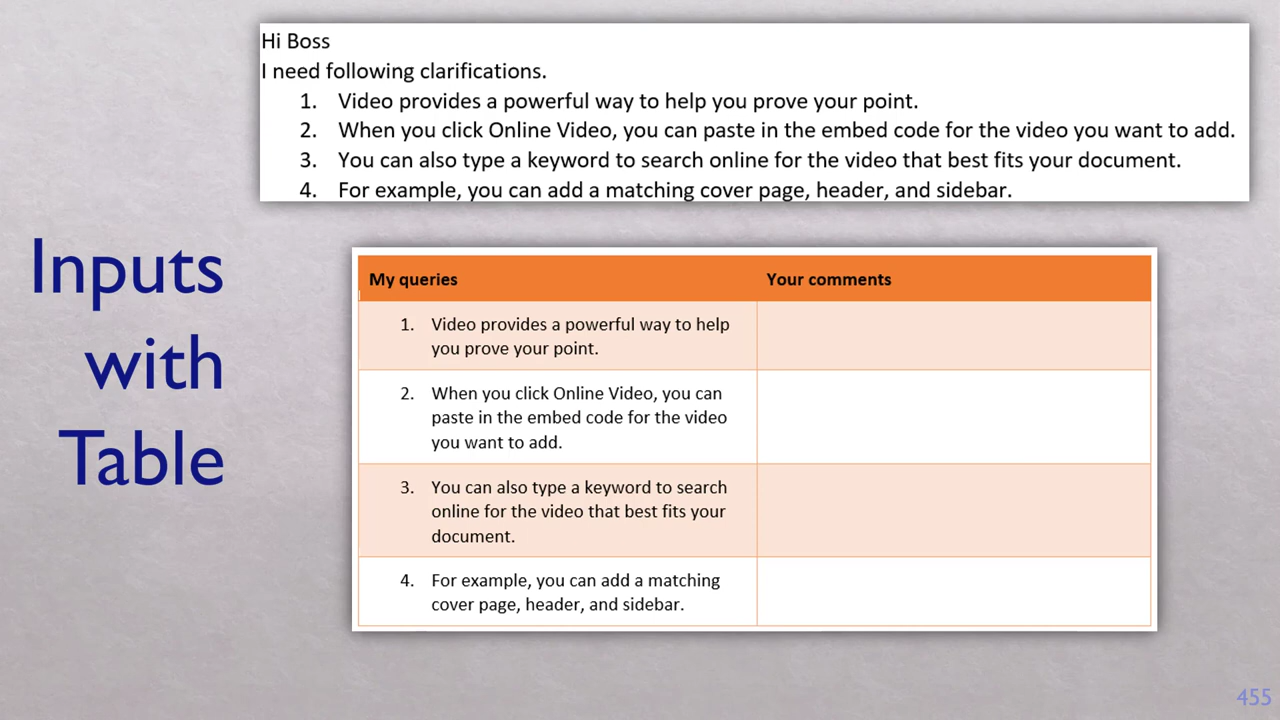 Hi Boss
I need following clarifications.
1. Video provides a powerful way to help you prove your point.
2. When you click Online Video, you can paste in the embed code for the video you want to add.
3. You can also type a keyword to search online for the video that best fits your document.
4. For example, you can add a matching cover page, header, and sidebar.
Inputs
with
Table
My queries
Your comments
1. Video provides a powerful way to help
you prove your point.
2. When you click Online Video, you can
paste in the embed code for the video
you want to add.
3. You can also type a keyword to search
online for the video that best fits your
document.
4. For example, you can add a matching
cover page, header, and sidebar.
455